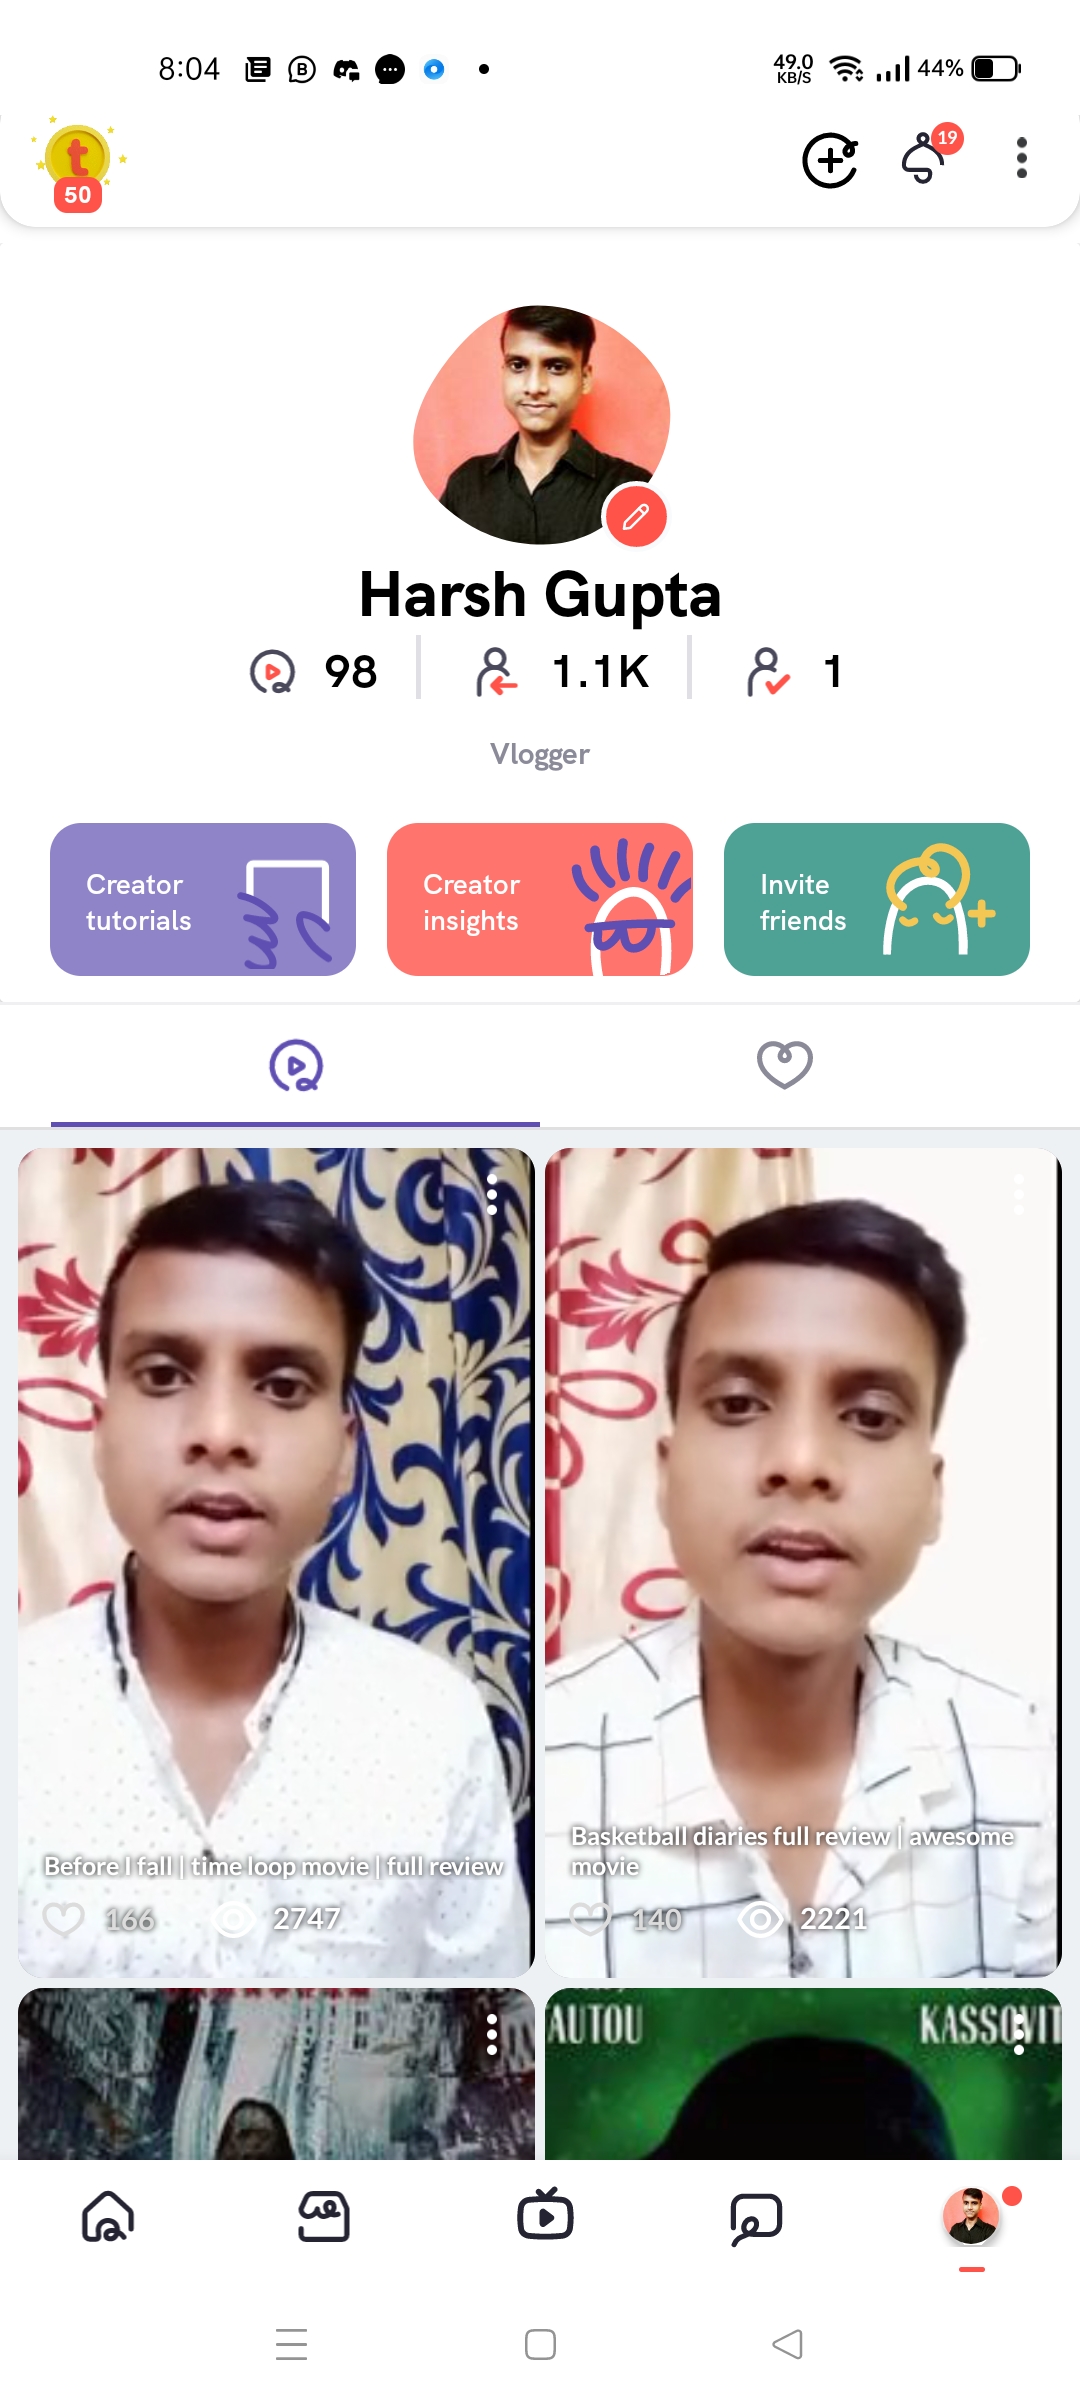 8:04
49.0
KB/S
44%
t
50
19
Harsh Gupta
98
1.1K
1
Vlogger
Creator
tutorials
Creator
insights
Invite
friends
Before I fall | time loop movie | full review
166 2747
Basketball diaries full review | awesome
movie
140 2221
AUTOU
KASSOVIT